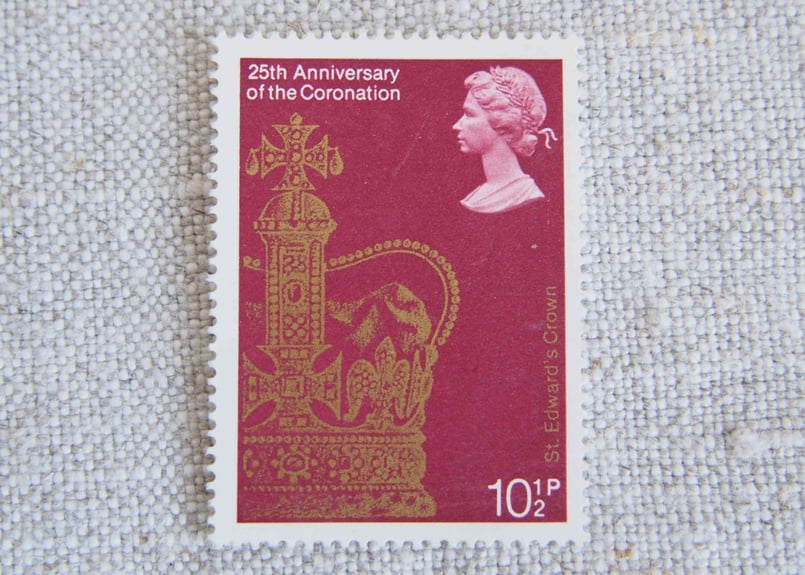 25th Anniversary
of the Coronation
St. Edward's Crown
10½P